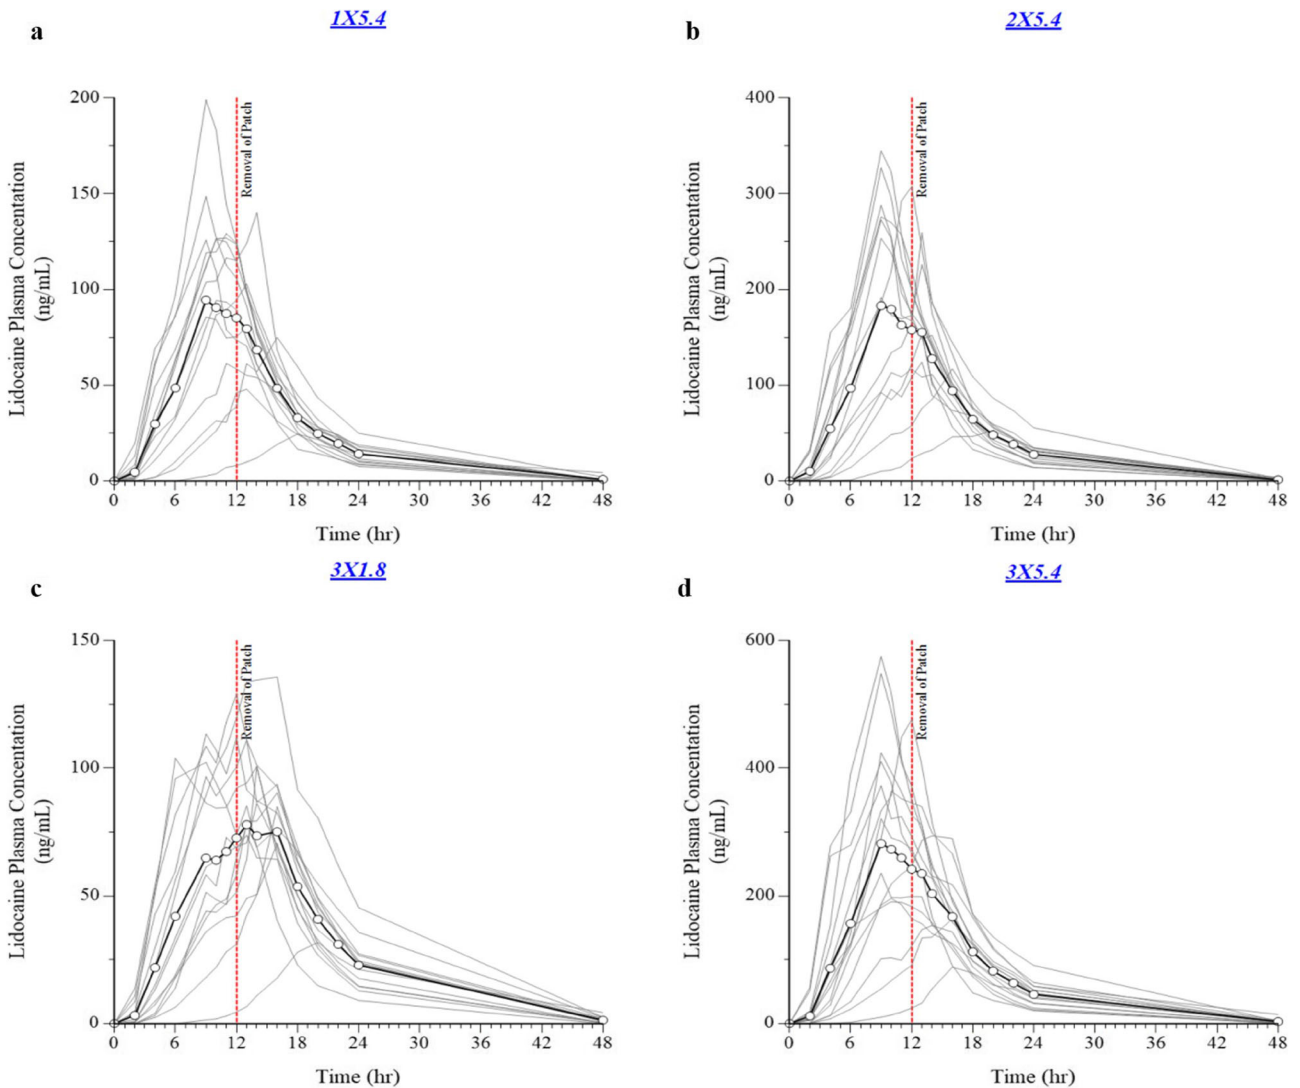 a
1X5.4
200
150
100
50
0
Removal of Patch
Lidocaine Plasma Concentation
(ng/mL)
0 6 12 18 24 30 36 42 48
Time (hr)
b
2X5.4
400
300
200
100
0
Removal of Patch
Lidocaine Plasma Concentation
(ng/mL)
0 6 12 18 24 30 36 42 48
Time (hr)
c
3X1.8
150
100
50
0
Removal of Patch
Lidocaine Plasma Concentation
(ng/mL)
0 6 12 18 24 30 36 42 48
Time (hr)
d
3X5.4
600
400
200
0
Removal of Patch
Lidocaine Plasma Concentation
(ng/mL)
0 6 12 18 24 30 36 42 48
Time (hr)